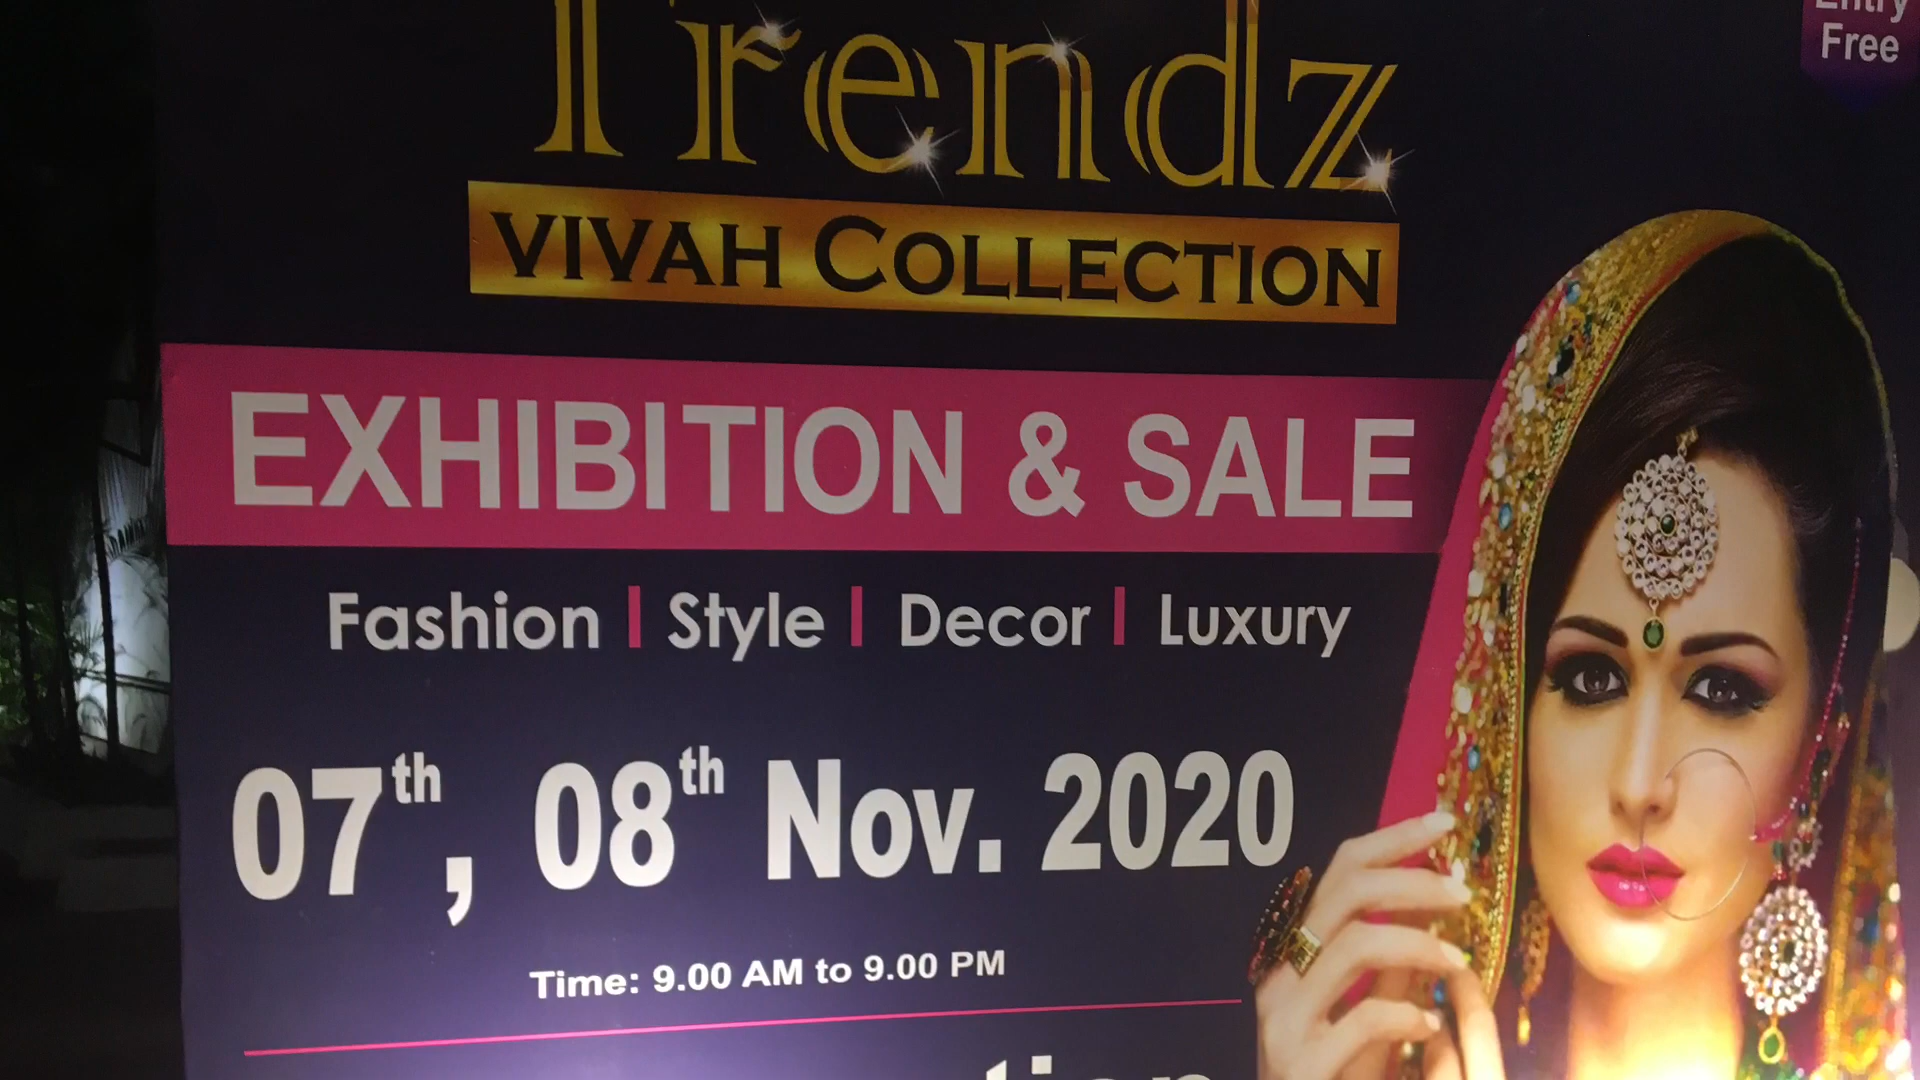 Entry
Free
Trendz
VIVAH COLLECTION
EXHIBITION & SALE
Fashion | Style | Decor | Luxury
07th, 08th Nov. 2020
Time: 9.00 AM to 9.00 PM